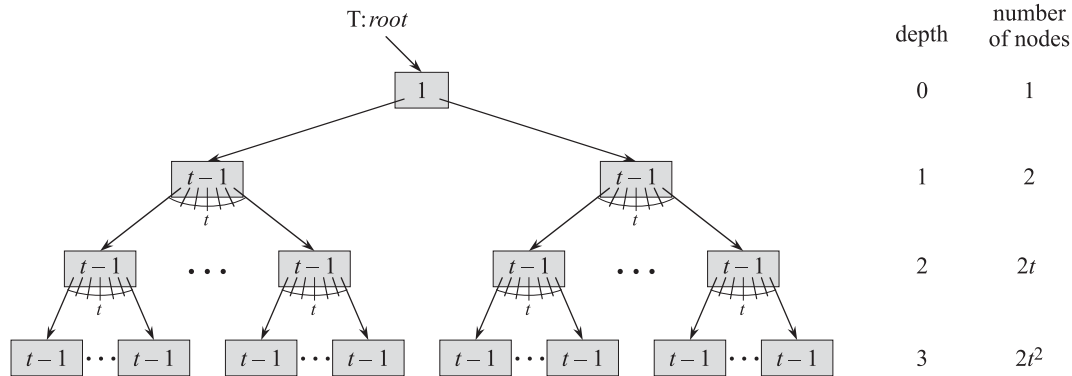 T:root
depth
number
of nodes
1
0
1
t – 1
t – 1
1
2
t
t
t – 1
• • •
t – 1
t – 1
• • •
t – 1
2
2t
t
t
t
t
t – 1 • • • t – 1
t – 1 • • • t – 1
t – 1 • • • t – 1
t – 1 • • • t – 1
3
2t²